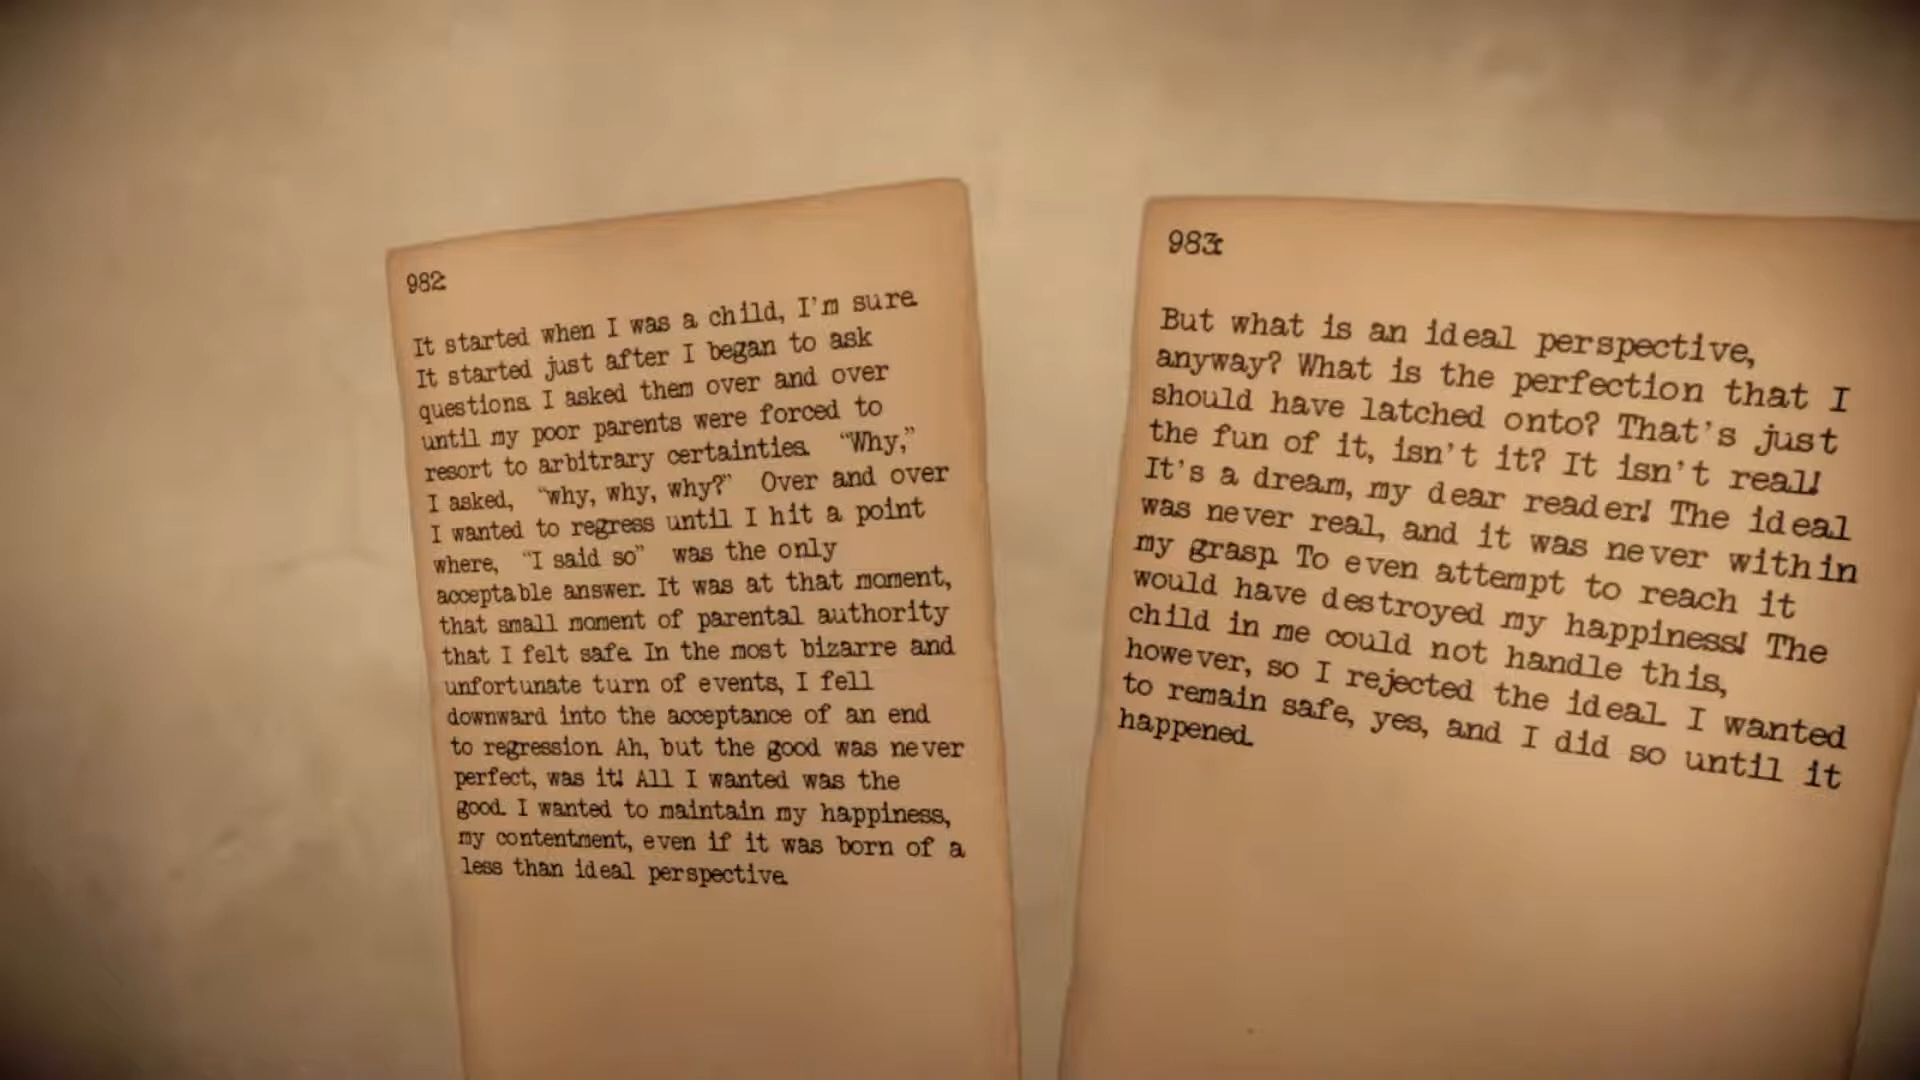 982:
It started when I was a child, I'm sure.
It started just after I began to ask
questions. I asked them over and over
until my poor parents were forced to
resort to arbitrary certainties. “Why,”
I asked, “why, why, why?” Over and over
I wanted to regress until I hit a point
where, “I said so” was the only
acceptable answer. It was at that moment,
that small moment of parental authority
that I felt safe. In the most bizarre and
unfortunate turn of events, I fell
downward into the acceptance of an end
to regression. Ah, but the good was never
perfect, was it! All I wanted was the
good. I wanted to maintain my happiness,
my contentment, even if it was born of a
less than ideal perspective.
983:
But what is an ideal perspective,
anyway? What is the perfection that I
should have latched onto? That's just
the fun of it, isn't it? It isn't real!
It's a dream, my dear reader! The ideal
was never real, and it was never within
my grasp. To even attempt to reach it
would have destroyed my happiness! The
child in me could not handle this,
however, so I rejected the ideal. I wanted
to remain safe, yes, and I did so until it
happened.